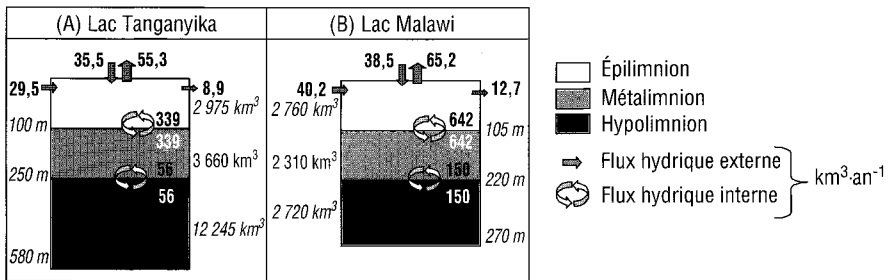 (A) Lac Tanganyika
35,5 55,3
29,5
8,9
2 975 km³
339
100 m
339
3 660 km³
56
250 m
56
12 245 km³
580 m
(B) Lac Malawi
38,5 65,2
40,2
12,7
2 760 km³
642
105 m
642
2 310 km³
150
220 m
150
2 720 km³
270 m
Épilimnion
Métalimnion
Hypolimnion
Flux hydrique externe
Flux hydrique interne
km³·an⁻¹